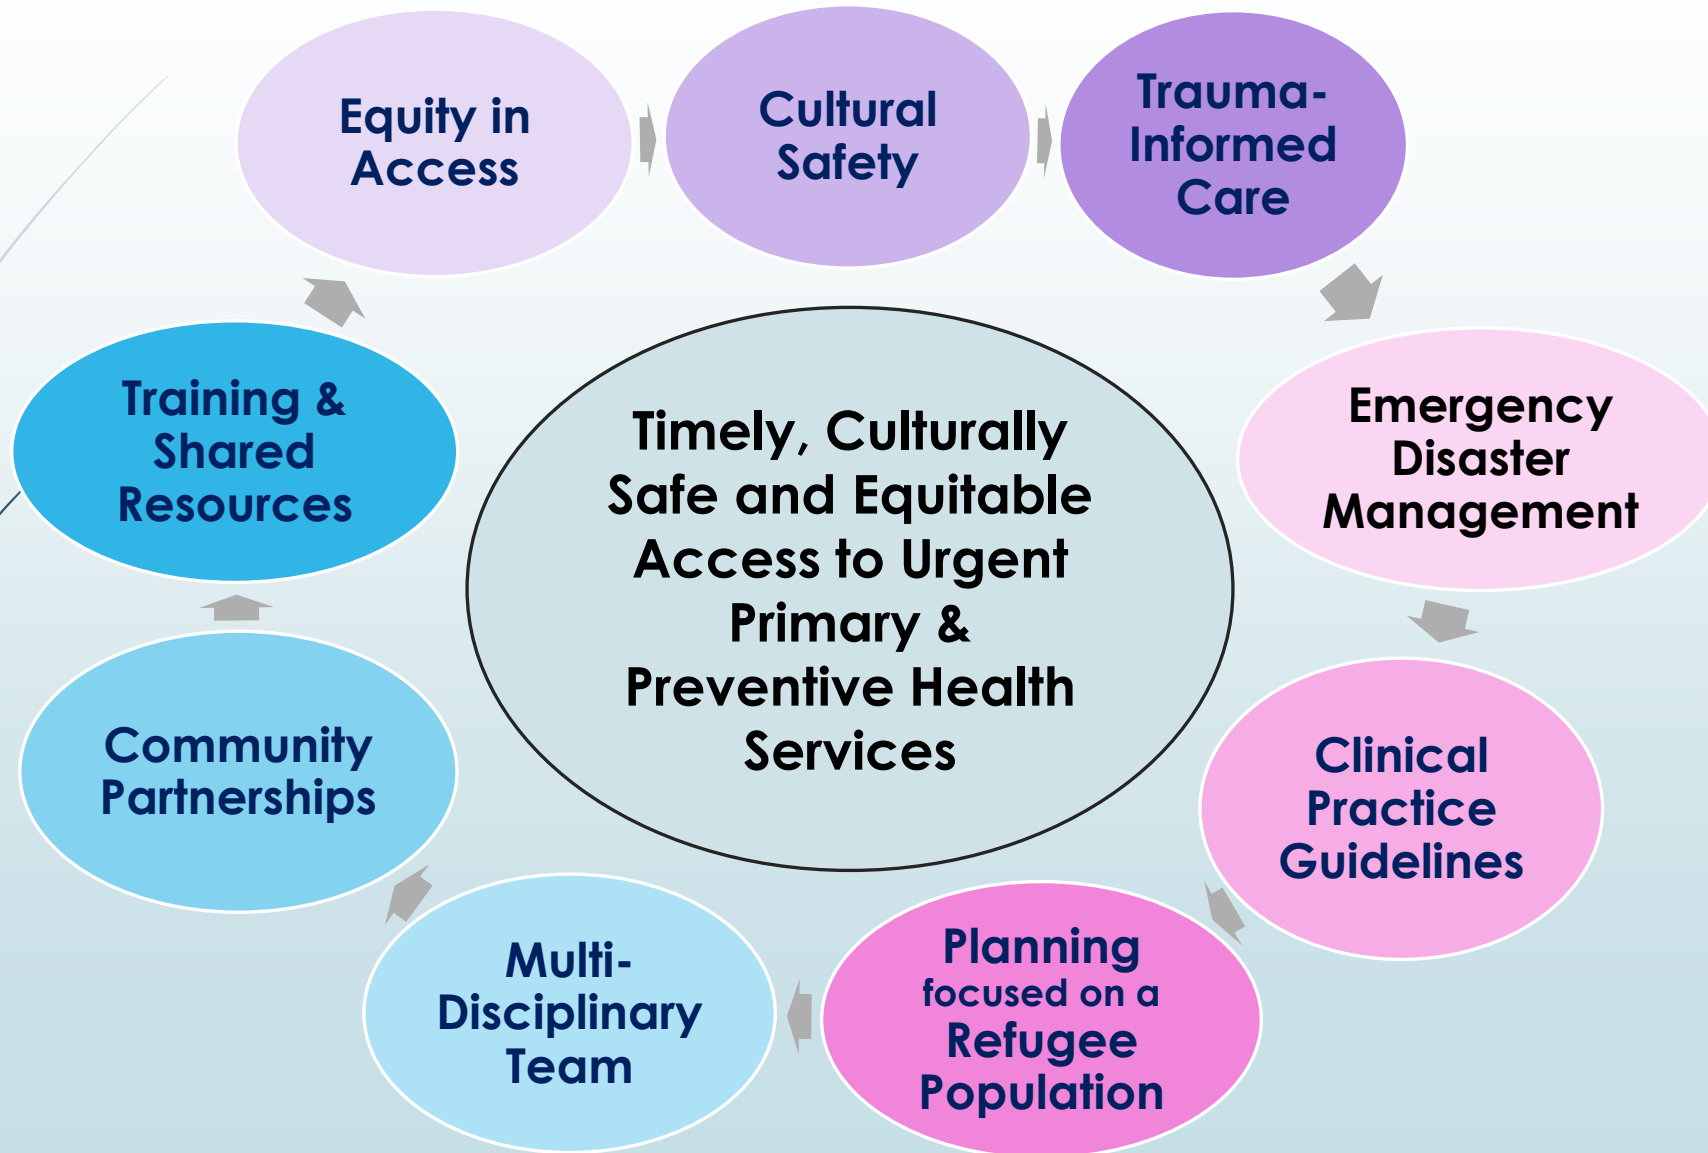 Equity in
Access
Cultural
Safety
Trauma-
Informed
Care
Emergency
Disaster
Management
Clinical
Practice
Guidelines
Planning
focused on a
Refugee
Population
Multi-
Disciplinary
Team
Community
Partnerships
Training &
Shared
Resources
Timely, Culturally
Safe and Equitable
Access to Urgent
Primary &
Preventive Health
Services